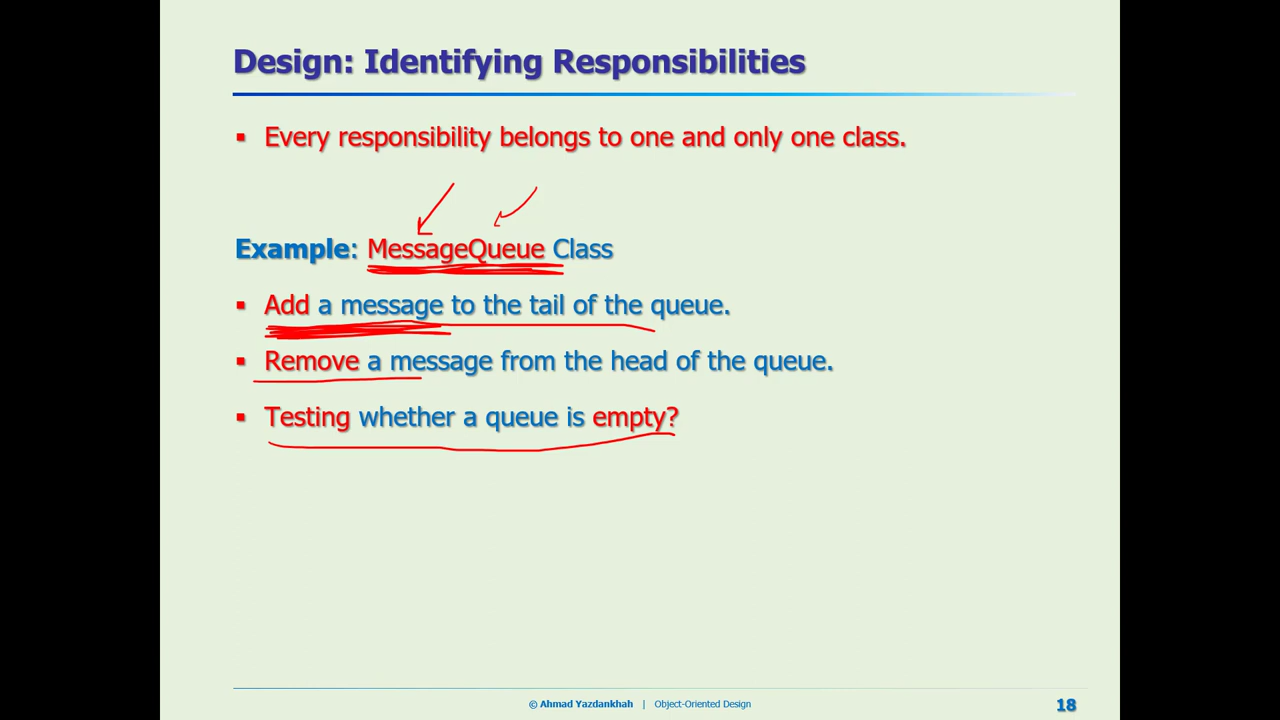 Design: Identifying Responsibilities
▪ Every responsibility belongs to one and only one class.
Example: MessageQueue Class
▪ Add a message to the tail of the queue.
▪ Remove a message from the head of the queue.
▪ Testing whether a queue is empty?
© Ahmad Yazdankhah | Object-Oriented Design 18